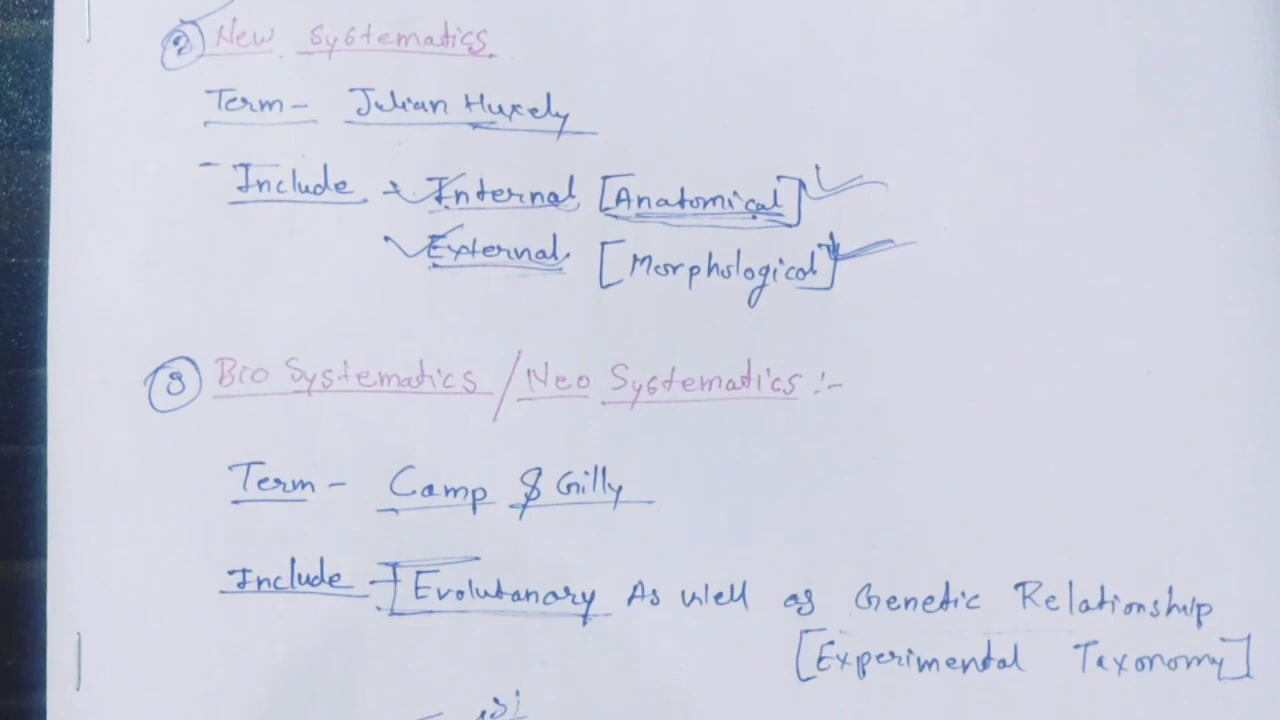 2 New Systematics
Term - Julian Huxely
- Include → Internal [Anatomical]
External [Morphological]
3 Bio Systematics / Neo Systematics :-
Term - Camp & Gilly
Include - [Evolutanary As well as Genetic Relationship
[Experimental Taxonomy]